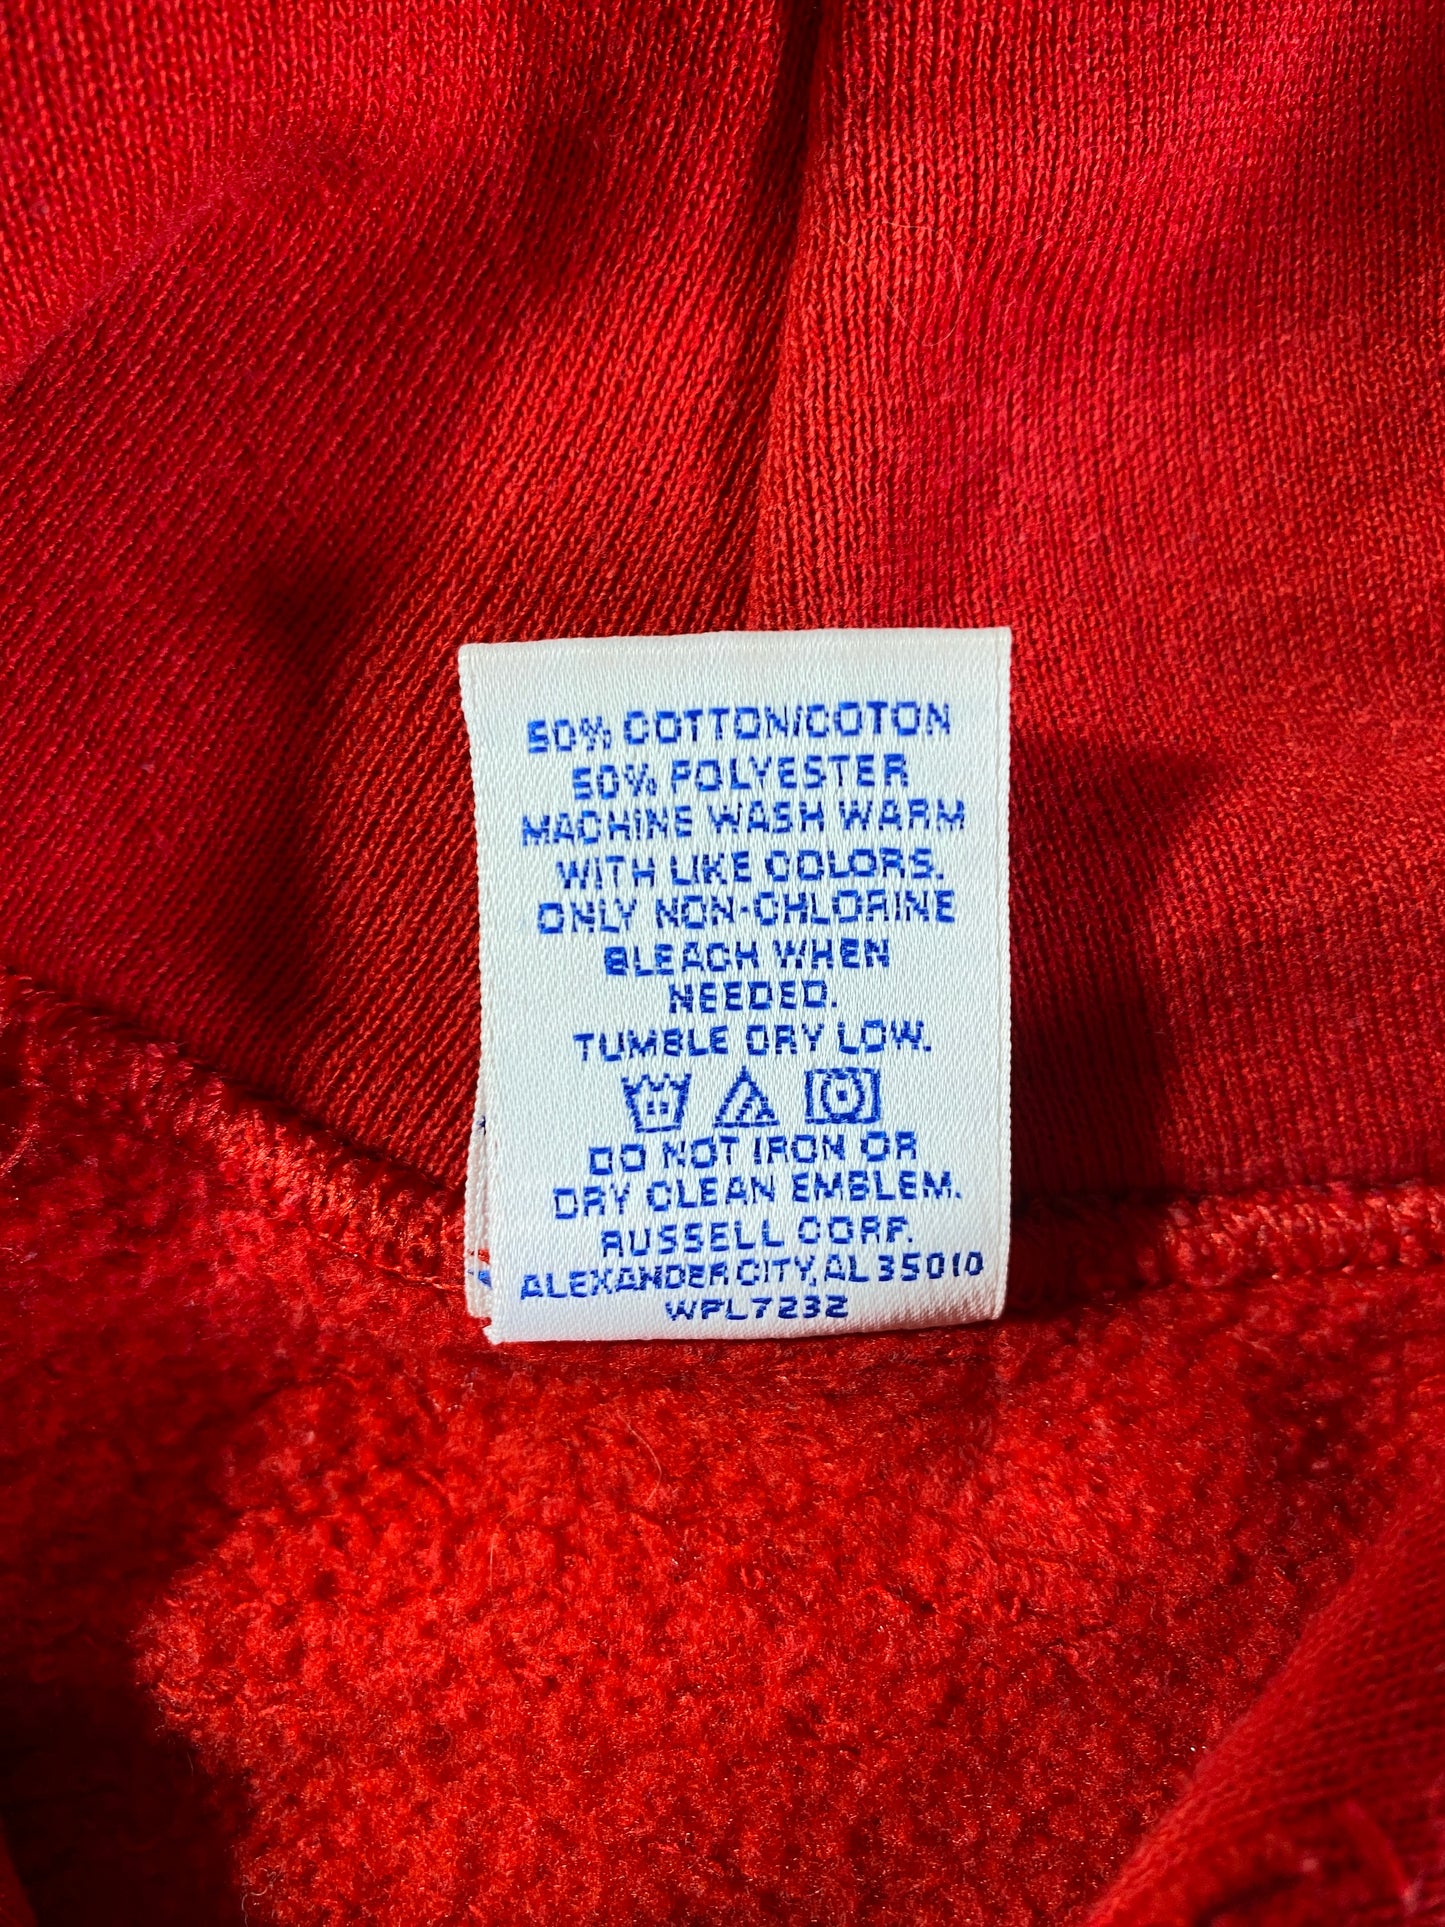 50% COTTON/COTON
50% POLYESTER
MACHINE WASH WARM
WITH LIKE COLORS.
ONLY NON-CHLORINE
BLEACH WHEN
NEEDED.
TUMBLE DRY LOW.
DO NOT IRON OR
DRY CLEAN EMBLEM.
RUSSELL CORP.
ALEXANDER CITY, AL 35010
WPL7232